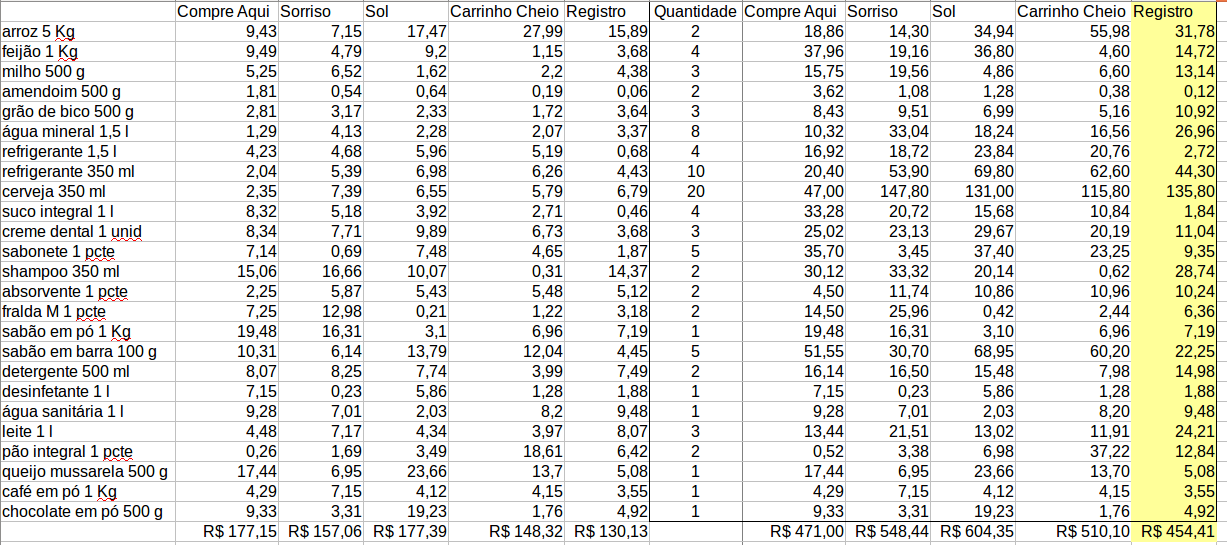 Compre Aqui Sorriso Sol Carrinho Cheio Registro Quantidade Compre Aqui Sorriso Sol Carrinho Cheio Registro
arroz 5 Kg 9,43 7,15 17,47 27,99 15,89 2 18,86 14,30 34,94 55,98 31,78
feijão 1 Kg 9,49 4,79 9,2 1,15 3,68 4 37,96 19,16 36,80 4,60 14,72
milho 500 g 5,25 6,52 1,62 2,2 4,38 3 15,75 19,56 4,86 6,60 13,14
amendoim 500 g 1,81 0,54 0,64 0,19 0,06 2 3,62 1,08 1,28 0,38 0,12
grão de bico 500 g 2,81 3,17 2,33 1,72 3,64 3 8,43 9,51 6,99 5,16 10,92
água mineral 1,5 l 1,29 4,13 2,28 2,07 3,37 8 10,32 33,04 18,24 16,56 26,96
refrigerante 1,5 l 4,23 4,68 5,96 5,19 0,68 4 16,92 18,72 23,84 20,76 2,72
refrigerante 350 ml 2,04 5,39 6,98 6,26 4,43 10 20,40 53,90 69,80 62,60 44,30
cerveja 350 ml 2,35 7,39 6,55 5,79 6,79 20 47,00 147,80 131,00 115,80 135,80
suco integral 1 l 8,32 5,18 3,92 2,71 0,46 4 33,28 20,72 15,68 10,84 1,84
creme dental 1 unid 8,34 7,71 9,89 6,73 3,68 3 25,02 23,13 29,67 20,19 11,04
sabonete 1 pcte 7,14 0,69 7,48 4,65 1,87 5 35,70 3,45 37,40 23,25 9,35
shampoo 350 ml 15,06 16,66 10,07 0,31 14,37 2 30,12 33,32 20,14 0,62 28,74
absorvente 1 pcte 2,25 5,87 5,43 5,48 5,12 2 4,50 11,74 10,86 10,96 10,24
fralda M 1 pcte 7,25 12,98 0,21 1,22 3,18 2 14,50 25,96 0,42 2,44 6,36
sabão em pó 1 Kg 19,48 16,31 3,1 6,96 7,19 1 19,48 16,31 3,10 6,96 7,19
sabão em barra 100 g 10,31 6,14 13,79 12,04 4,45 5 51,55 30,70 68,95 60,20 22,25
detergente 500 ml 8,07 8,25 7,74 3,99 7,49 2 16,14 16,50 15,48 7,98 14,98
desinfetante 1 l 7,15 0,23 5,86 1,28 1,88 1 7,15 0,23 5,86 1,28 1,88
água sanitária 1 l 9,28 7,01 2,03 8,2 9,48 1 9,28 7,01 2,03 8,20 9,48
leite 1 l 4,48 7,17 4,34 3,97 8,07 3 13,44 21,51 13,02 11,91 24,21
pão integral 1 pcte 0,26 1,69 3,49 18,61 6,42 2 0,52 3,38 6,98 37,22 12,84
queijo mussarela 500 g 17,44 6,95 23,66 13,7 5,08 1 17,44 6,95 23,66 13,70 5,08
café em pó 1 Kg 4,29 7,15 4,12 4,15 3,55 1 4,29 7,15 4,12 4,15 3,55
chocolate em pó 500 g 9,33 3,31 19,23 1,76 4,92 1 9,33 3,31 19,23 1,76 4,92
R$ 177,15 R$ 157,06 R$ 177,39 R$ 148,32 R$ 130,13 R$ 471,00 R$ 548,44 R$ 604,35 R$ 510,10 R$ 454,41